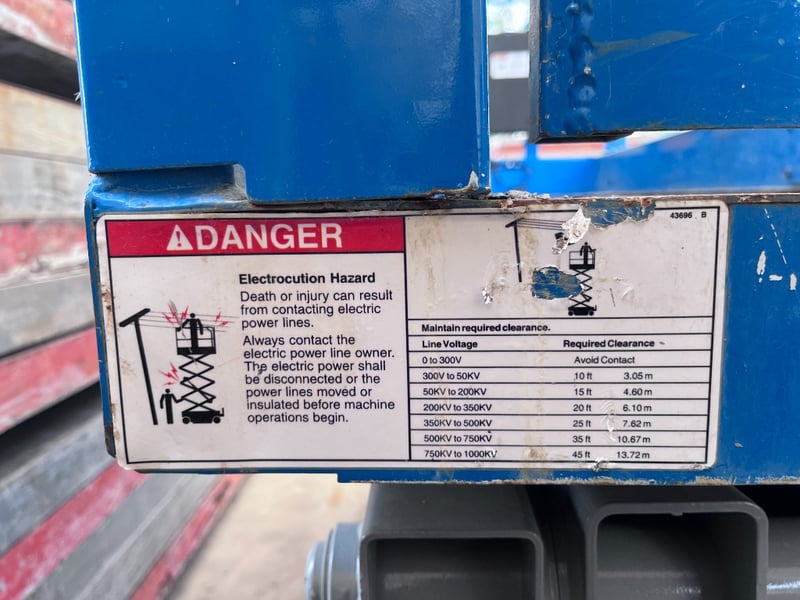 DANGER
Electrocution Hazard
Death or injury can result
from contacting electric
power lines.
Always contact the
electric power line owner.
The electric power shall
be disconnected or the
power lines moved or
insulated before machine
operations begin.
43696 B
Maintain required clearance.
Line Voltage Required Clearance
0 to 300V Avoid Contact
300V to 50KV 10 ft 3.05 m
50KV to 200KV 15 ft 4.60 m
200KV to 350KV 20 ft 6.10 m
350KV to 500KV 25 ft 7.62 m
500KV to 750KV 35 ft 10.67 m
750KV to 1000KV 45 ft 13.72 m